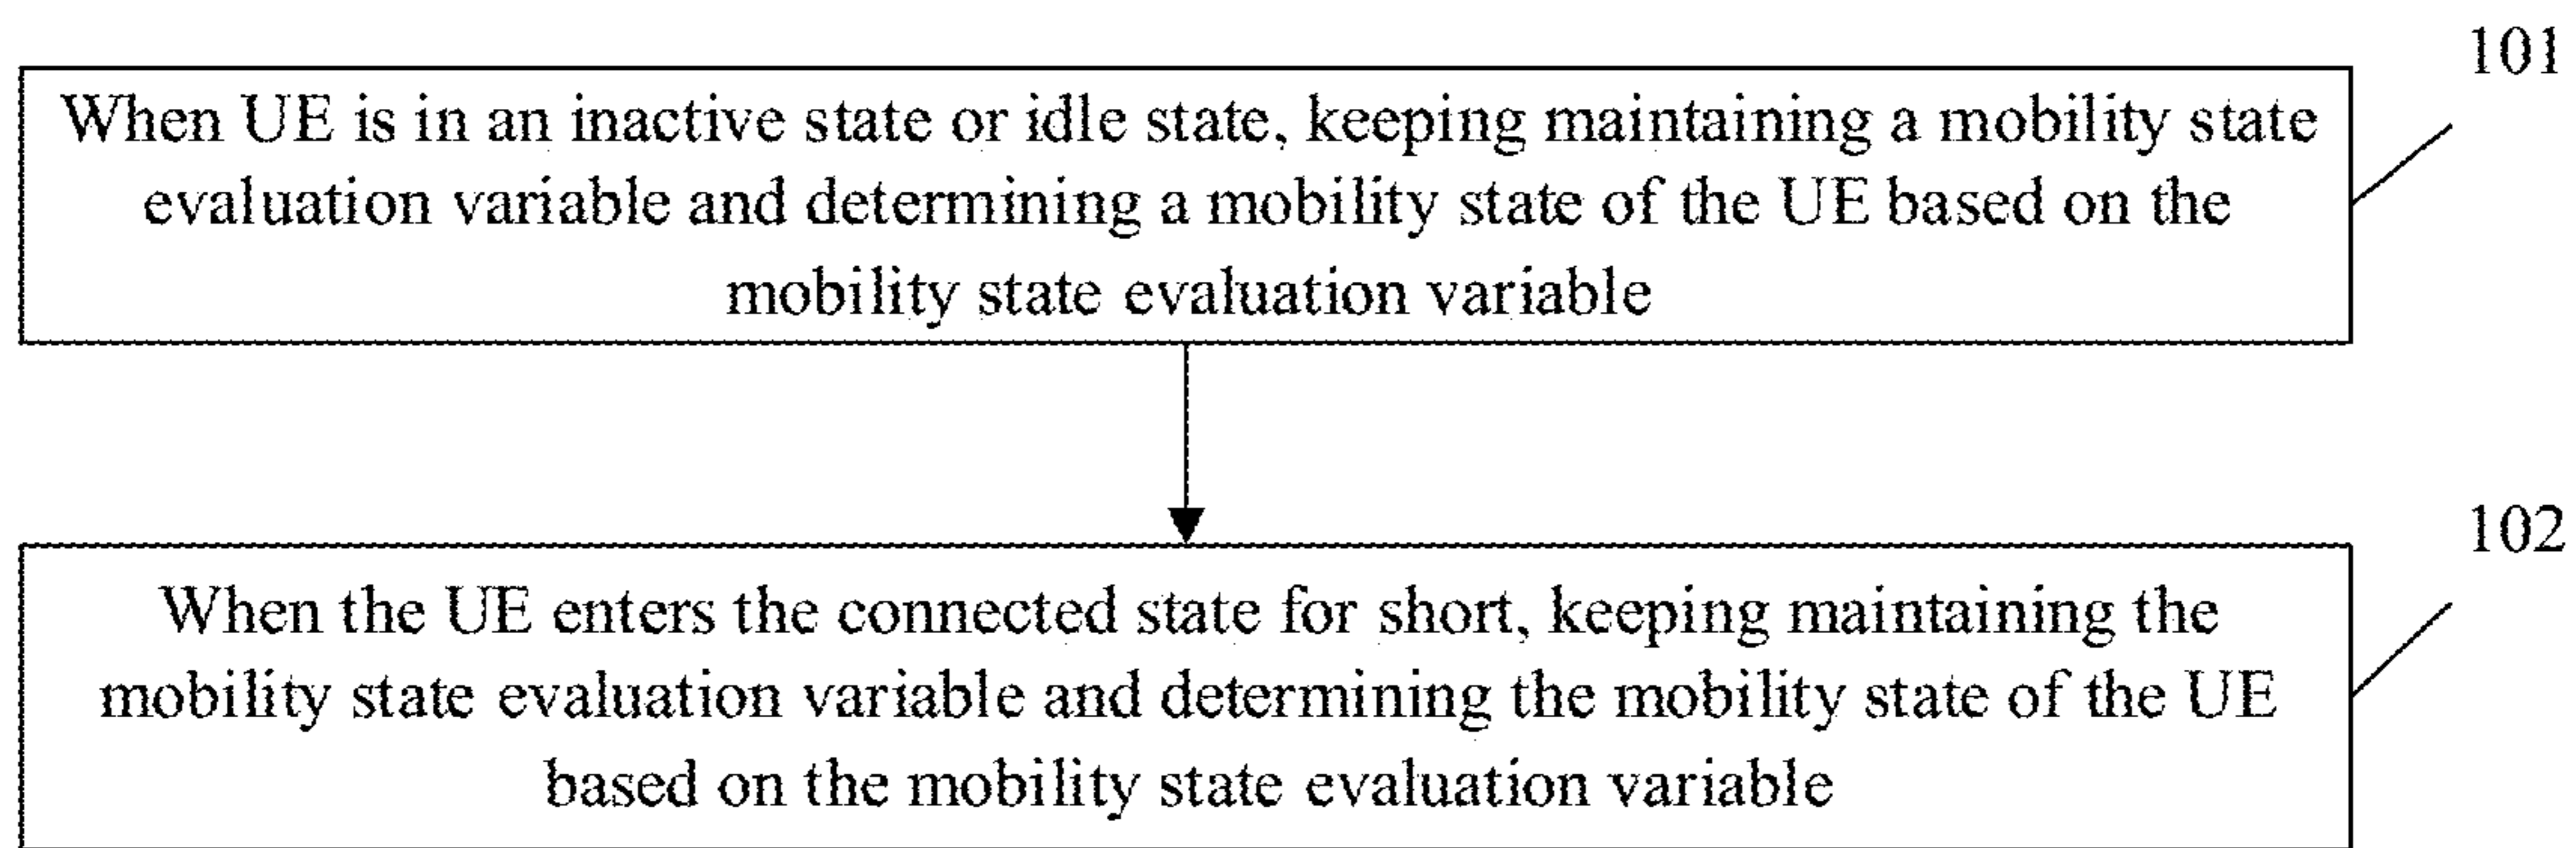 101
When UE is in an inactive state or idle state, keeping maintaining a mobility state
evaluation variable and determining a mobility state of the UE based on the
mobility state evaluation variable
102
When the UE enters the connected state for short, keeping maintaining the
mobility state evaluation variable and determining the mobility state of the UE
based on the mobility state evaluation variable